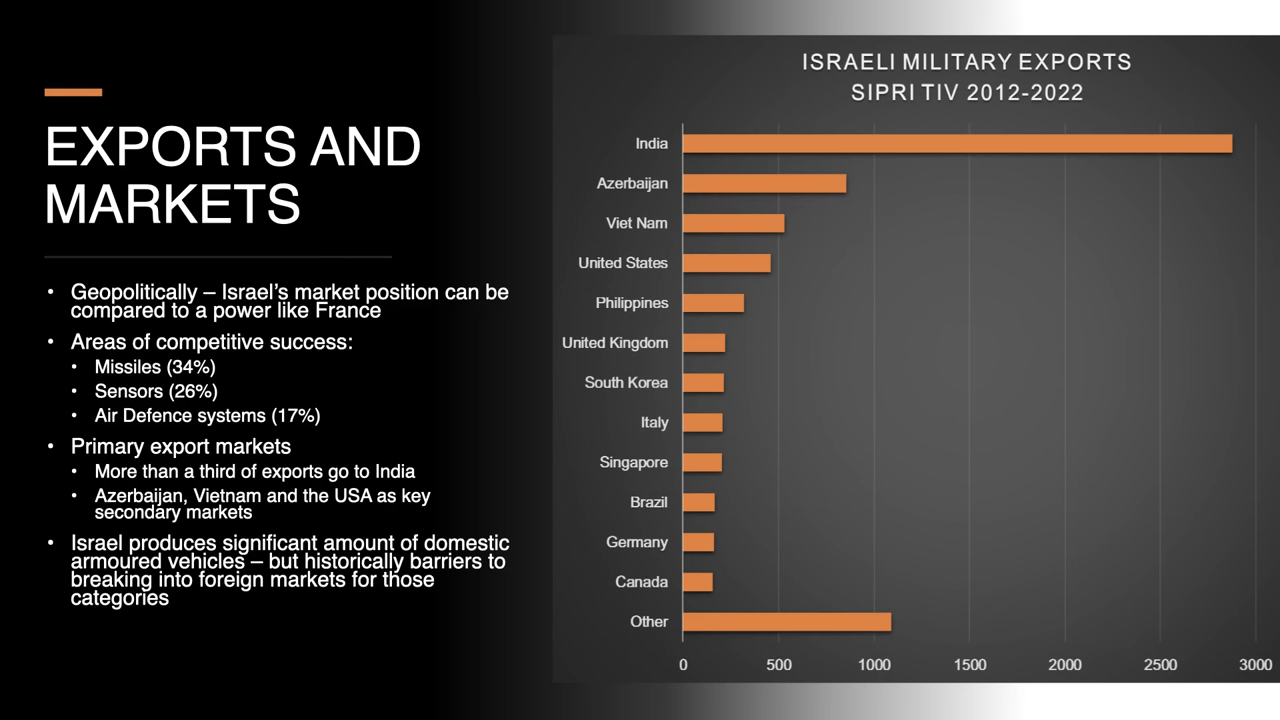 EXPORTS AND
MARKETS
• Geopolitically – Israel's market position can be
compared to a power like France
• Areas of competitive success:
• Missiles (34%)
• Sensors (26%)
• Air Defence systems (17%)
• Primary export markets
• More than a third of exports go to India
• Azerbaijan, Vietnam and the USA as key
secondary markets
• Israel produces significant amount of domestic
armoured vehicles – but historically barriers to
breaking into foreign markets for those
categories
ISRAELI MILITARY EXPORTS
SIPRI TIV 2012-2022
India
Azerbaijan
Viet Nam
United States
Philippines
United Kingdom
South Korea
Italy
Singapore
Brazil
Germany
Canada
Other
0 500 1000 1500 2000 2500 3000